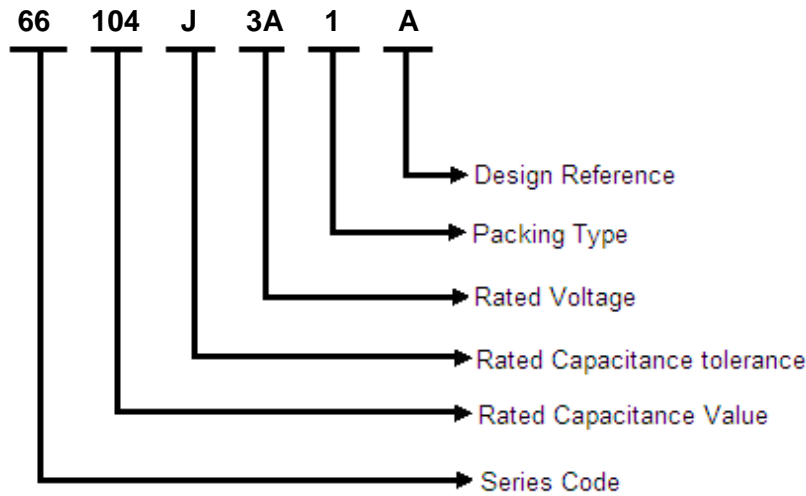 66 104 J 3A 1 A
Design Reference
Packing Type
Rated Voltage
Rated Capacitance tolerance
Rated Capacitance Value
Series Code